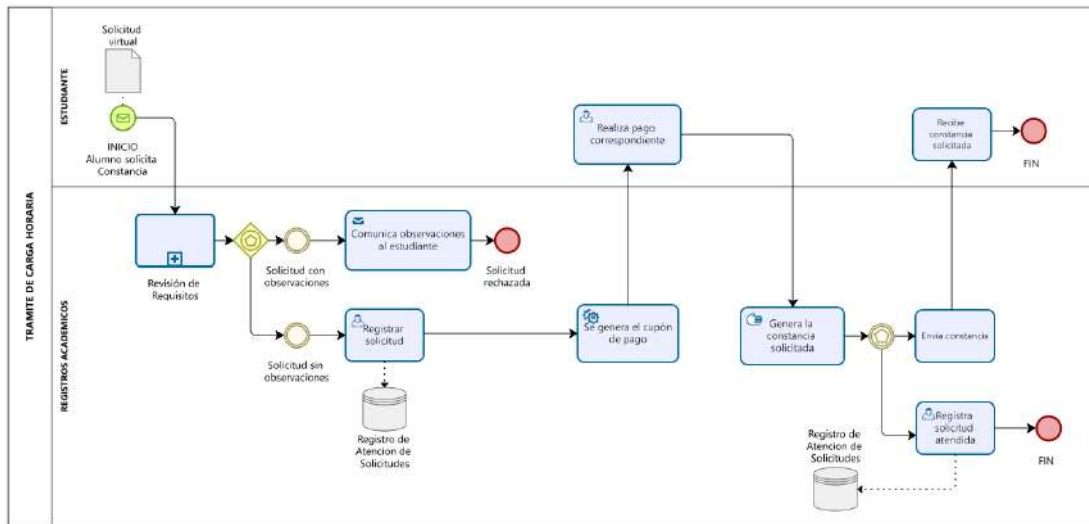 TRAMITE DE CARGA HORARIA
ESTUDIANTE
Solicitud
virtual
INICIO
Alumno solicita
Constancia
Realiza pago
correspondiente
Recibe
constancia
solicitada
FIN
REGISTROS ACADEMICOS
Revisión de
Requisitos
Solicitud con
observaciones
Comunica observaciones
al estudiante
Solicitud
rechazada
Solicitud sin
observaciones
Registrar
solicitud
Registro de
Atencion de
Solicitudes
Se genera el cupón
de pago
Genera la
constancia
solicitada
Envía constancia
Registra
solicitud
atendida
FIN
Registro de
Atencion de
Solicitudes